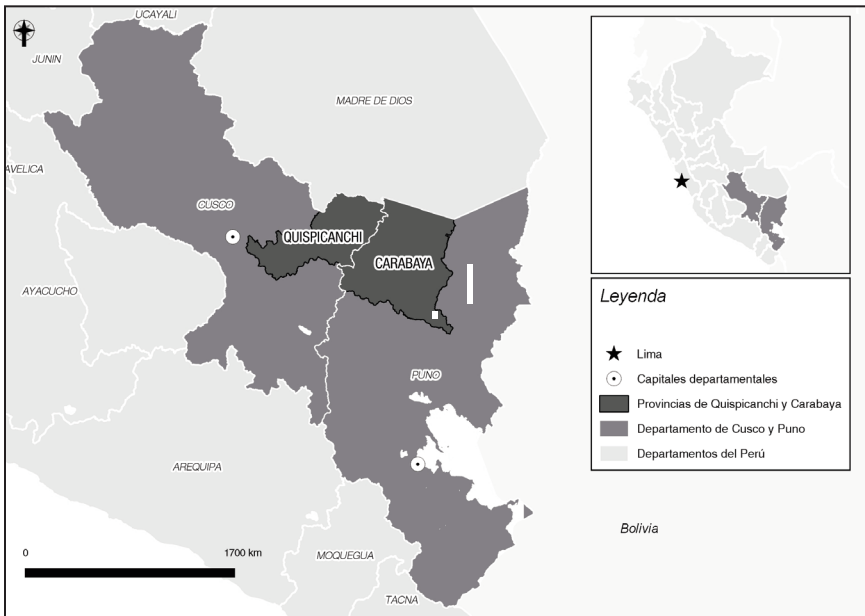 UCAYALI
JUNIN
MADRE DE DIOS
AVELICA
CUSCO
QUISPICANCHI
CARABAYA
AYACUCHO
PUNO
AREQUIPA
MOQUEGUA
TACNA
Bolivia
0 1700 km
Leyenda
Lima
Capitales departamentales
Provincias de Quispicanchi y Carabaya
Departamento de Cusco y Puno
Departamentos del Perú